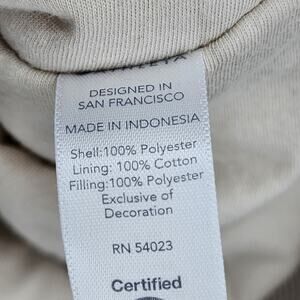 DESIGNED IN
SAN FRANCISCO
MADE IN INDONESIA
Shell:100% Polyester
Lining: 100% Cotton
Filling:100% Polyester
Exclusive of
Decoration
RN 54023
Certified